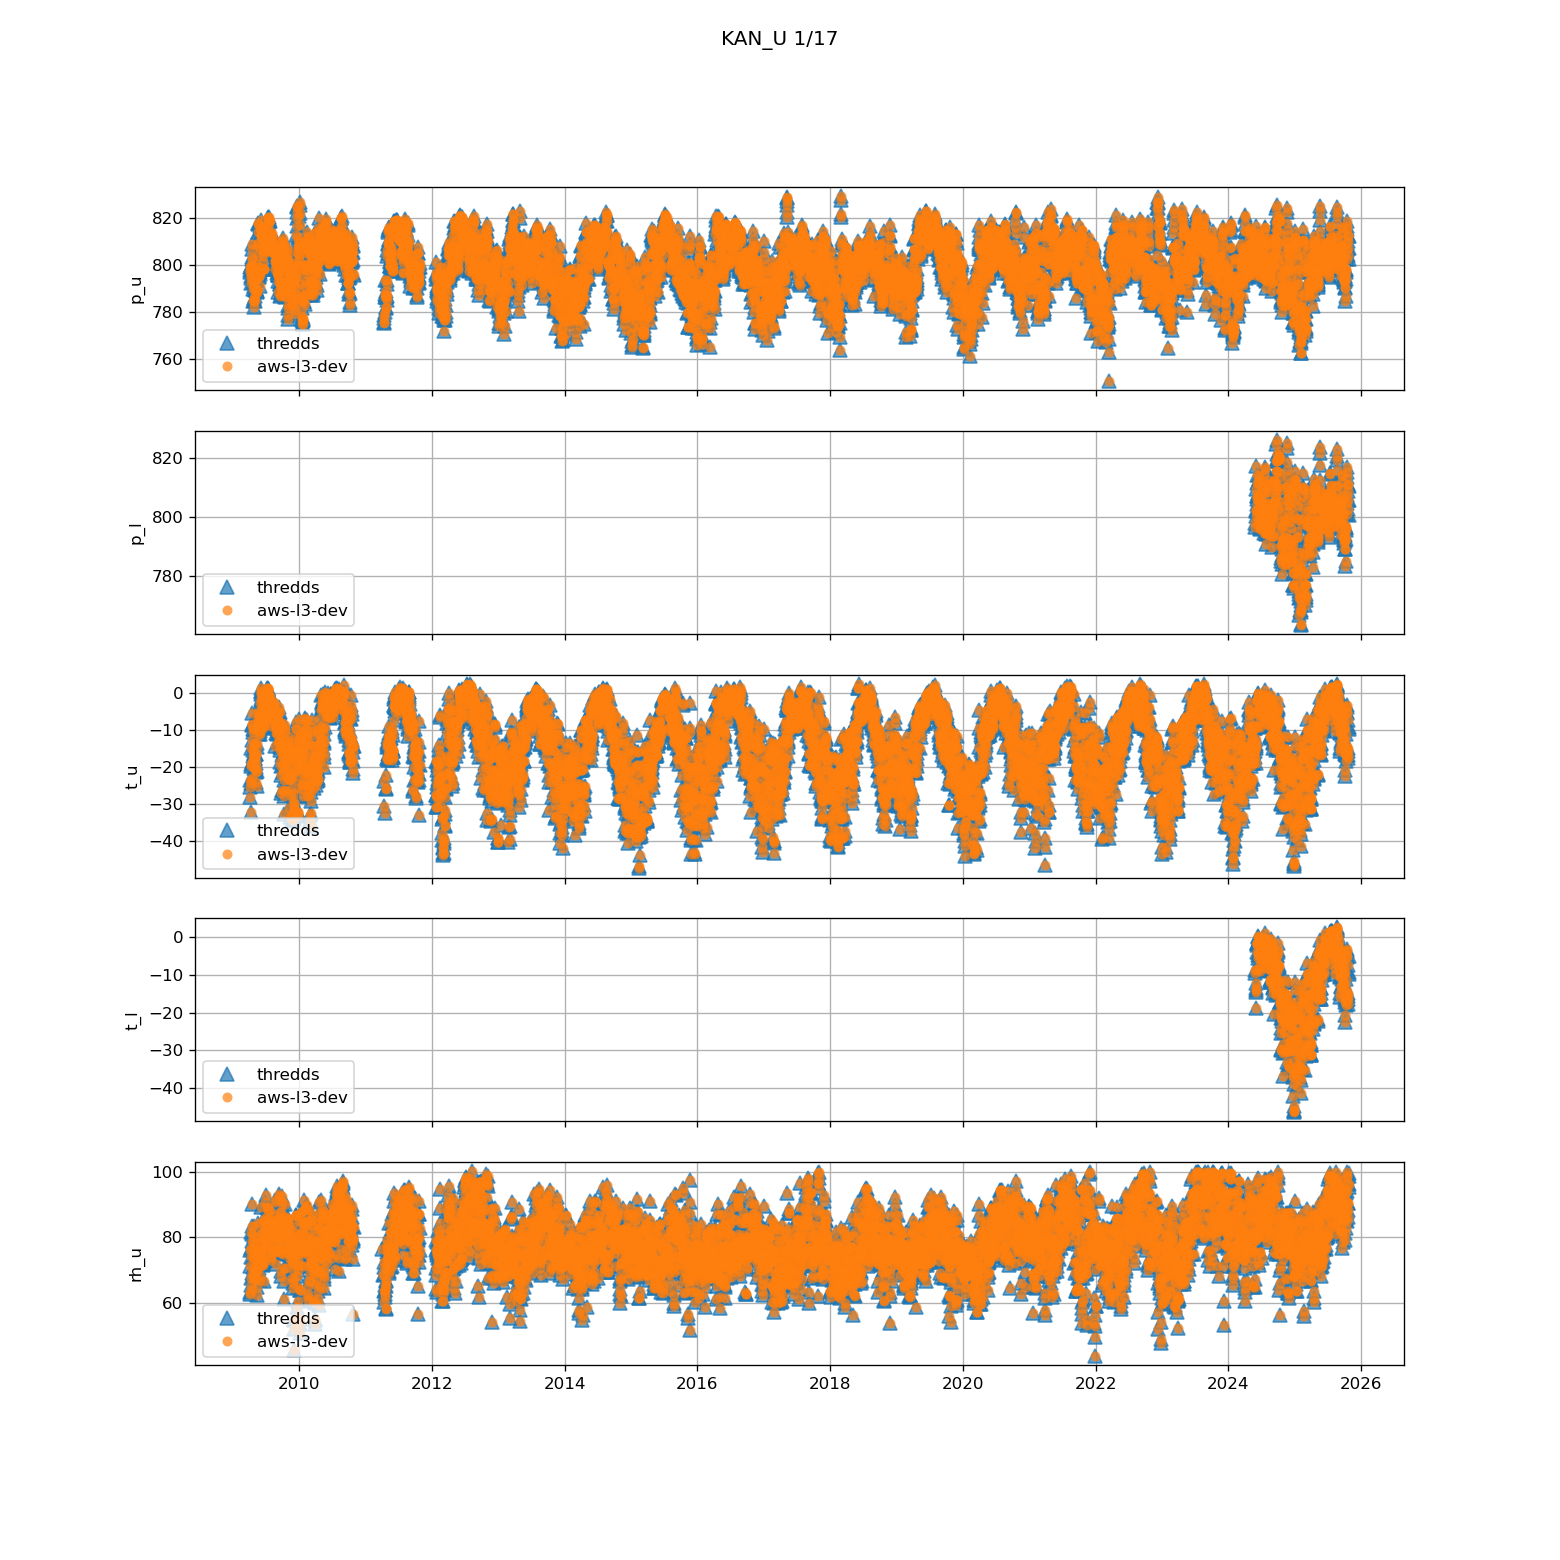 KAN_U 1/17
820
800
780
760
p_u
thredds
aws-l3-dev
820
800
780
p_l
thredds
aws-l3-dev
0
−10
−20
−30
−40
t_u
thredds
aws-l3-dev
0
−10
−20
−30
−40
t_l
thredds
aws-l3-dev
100
80
60
rh_u
thredds
aws-l3-dev
2010 2012 2014 2016 2018 2020 2022 2024 2026